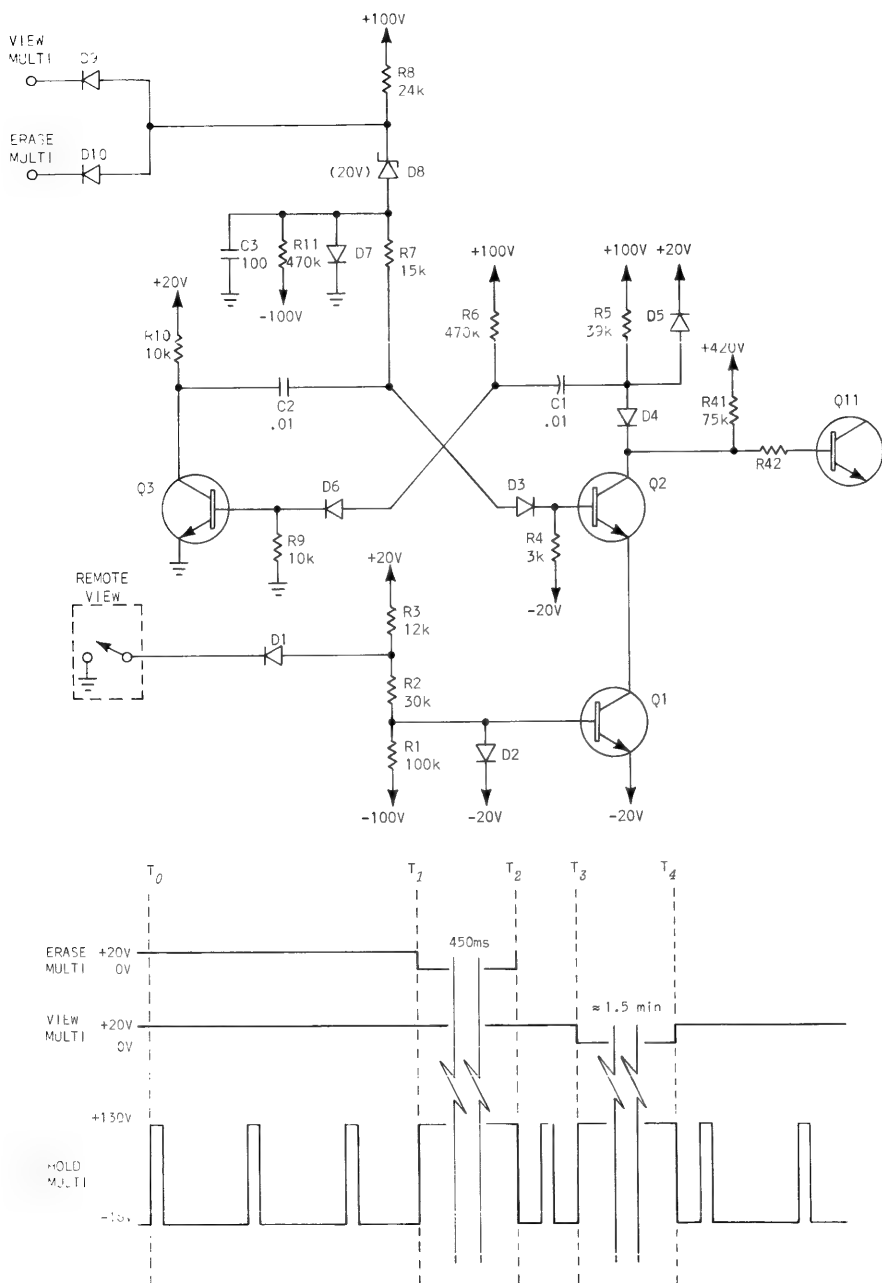 +100V
VIEW
MULTI
D9
R8
24k
ERASE
MULTI
D10
(20V)
D8
C3
100
R11
470k
D7
R7
15k
+100V
+100V
+20V
+20V
R6
470k
R5
39k
D5
+420V
R10
10k
C2
.01
C1
.01
D4
R41
75k
Q11
R42
Q3
D6
D3
Q2
R9
10k
R4
3k
+20V
-20V
REMOTE
VIEW
R3
12k
D1
R2
30k
Q1
R1
100k
D2
-100V
-20V
-20V
T0
T1
T2
T3
T4
450ms
ERASE
MULTI
+20V
0V
≈1.5 min
VIEW
MULTI
+20V
0V
+130V
MULTI